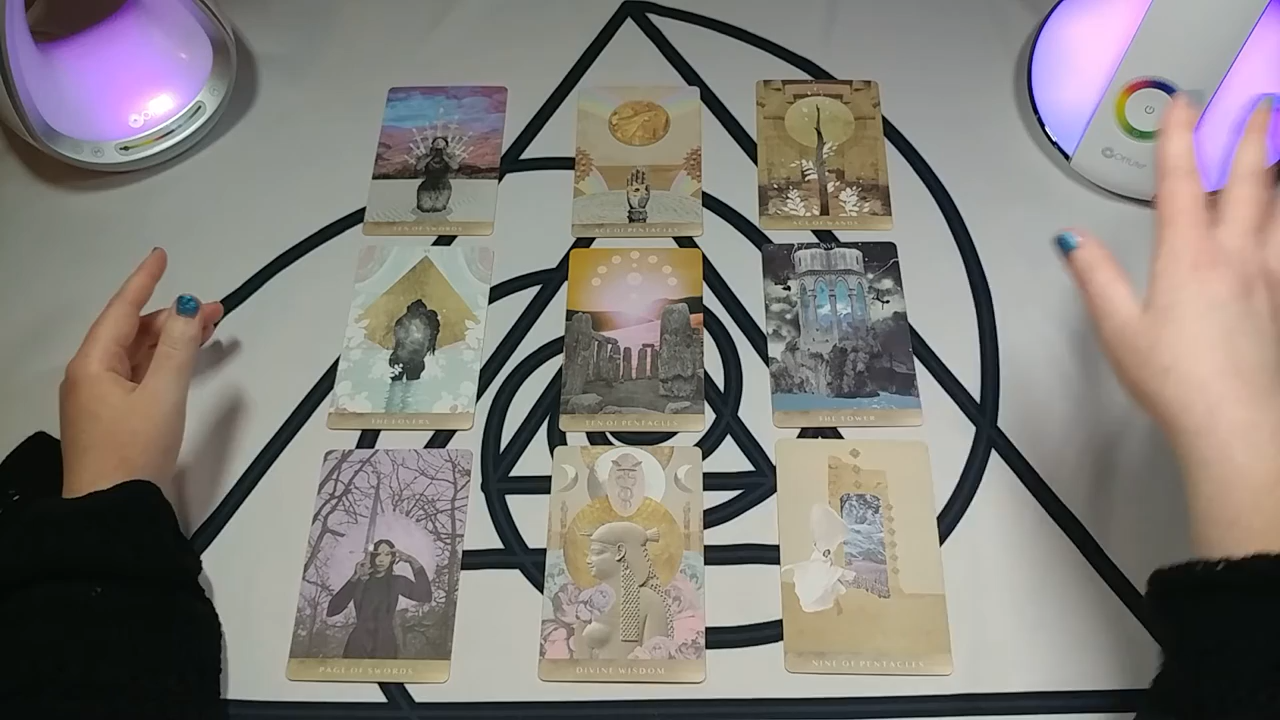 TEN OF SWORDS
ACE OF PENTACLES
ACE OF WANDS
THE LOVERS
TEN OF PENTACLES
THE TOWER
PAGE OF SWORDS
DIVINE WISDOM
NINE OF PENTACLES